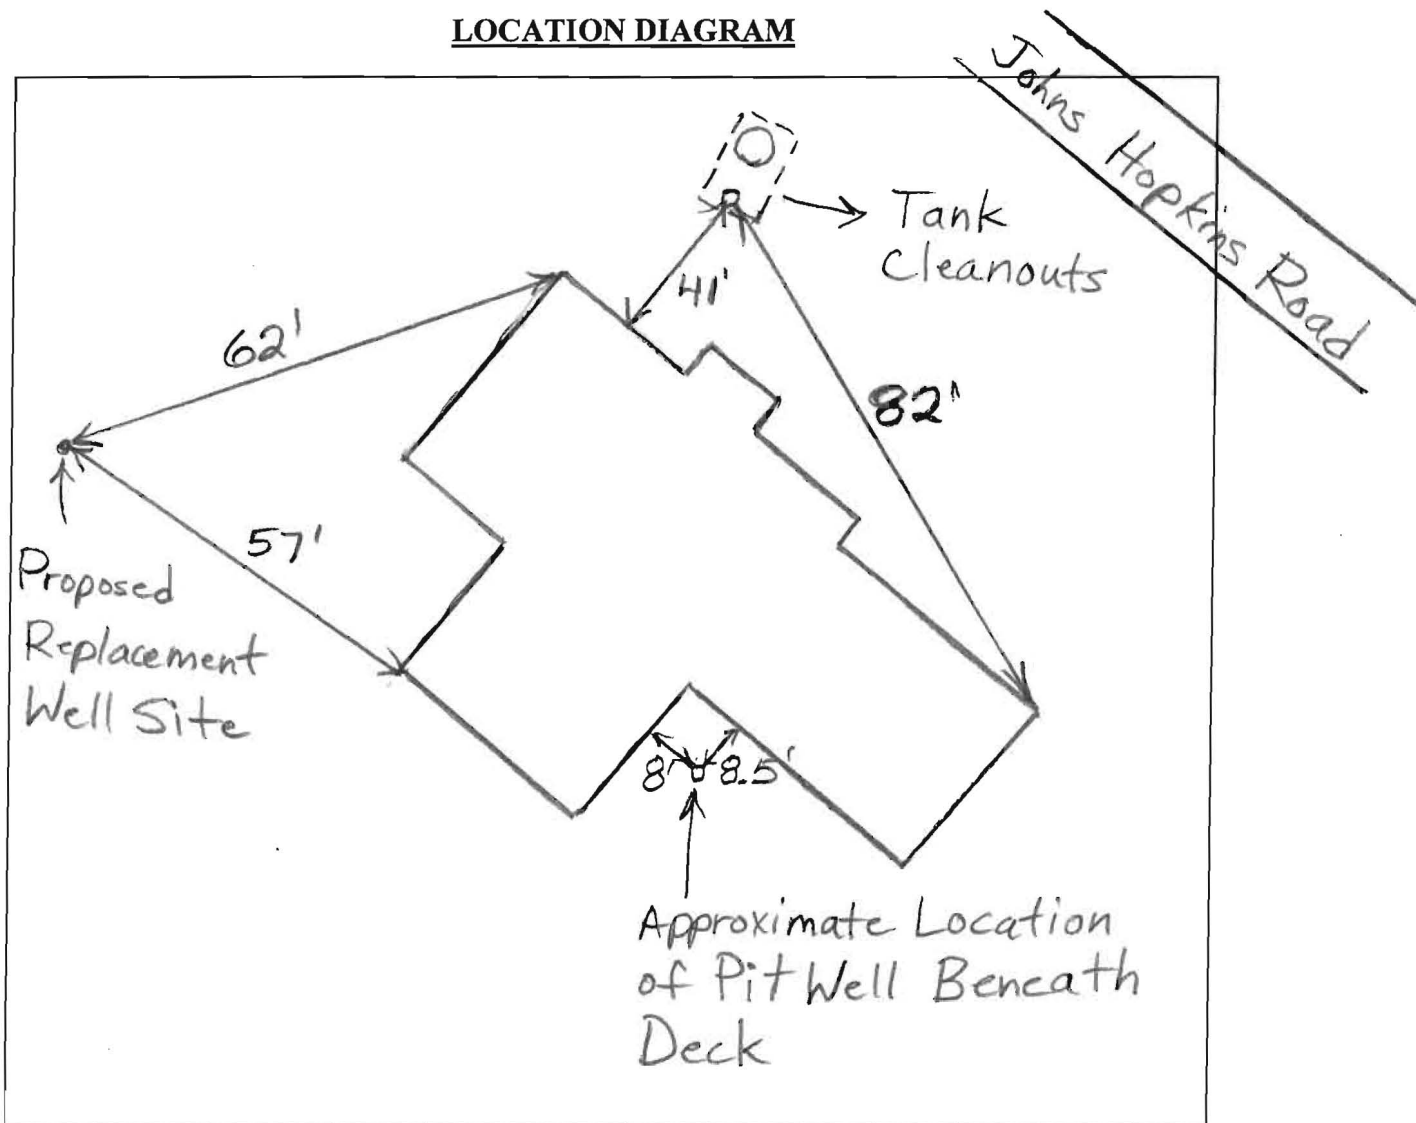 LOCATION DIAGRAM
Johns Hopkins Road
Tank
Cleanouts
41'
62'
82'
57'
Proposed
Replacement
Well Site
8'
8.5'
Approximate Location
of Pit Well Beneath
Deck